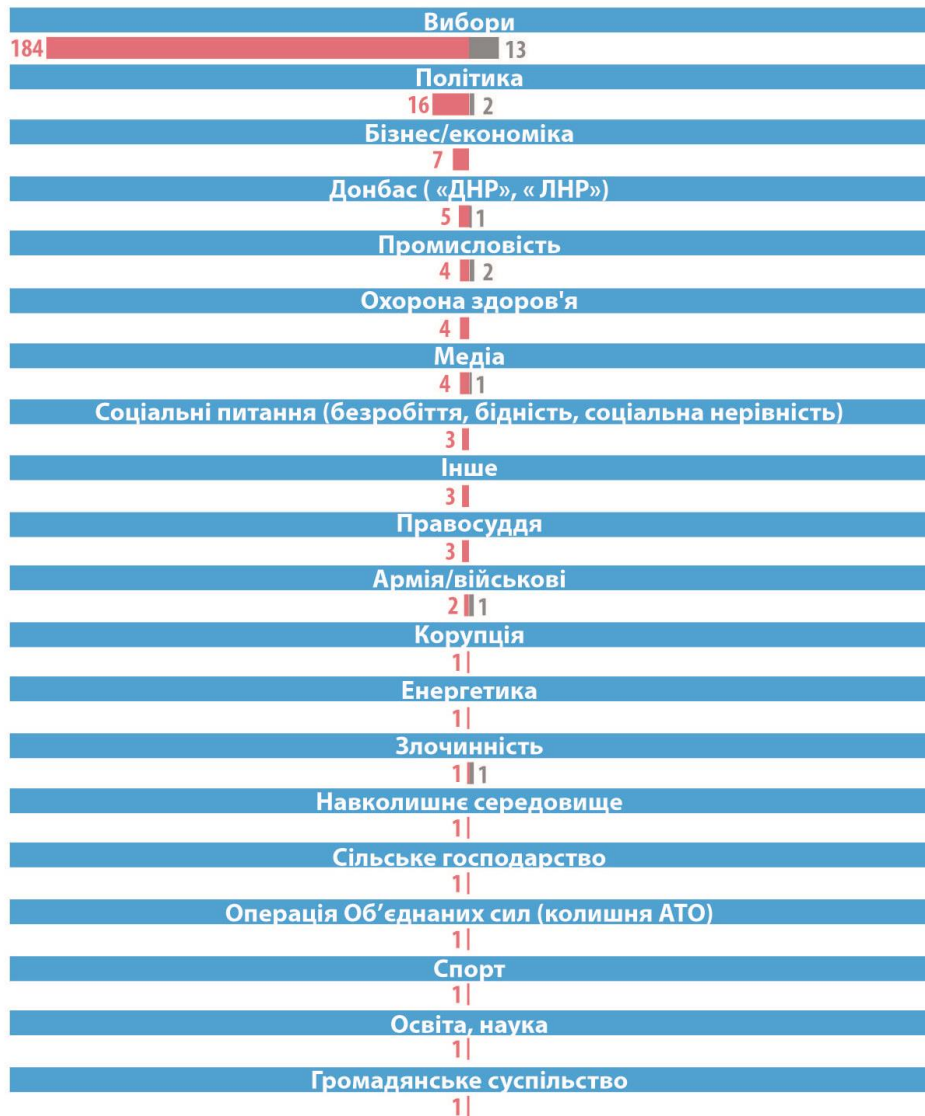 Вибори
184 13
Політика
16 2
Бізнес/економіка
7
Донбас ( «ДНР», « ЛНР»)
5 1
Промисловість
4 2
Охорона здоров'я
4
Медіа
4 1
Соціальні питання (безробіття, бідність, соціальна нерівність)
3
Інше
3
Правосуддя
3
Армія/військові
2 1
Корупція
1
Енергетика
1
Злочинність
1 1
Навколишнє середовище
1
Сільське господарство
1
Операція Об’єднаних сил (колишня АТО)
1
Спорт
1
Освіта, наука
1
Громадянське суспільство
1